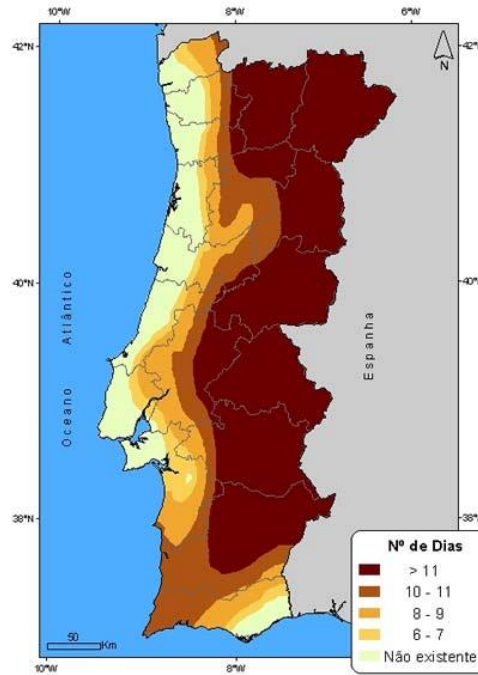 10°W 8°W 6°W
42°N 42°N
N
40°N 40°N
Oceano Atlântico
Espanha
38°N 38°N
Nº de Dias
> 11
10 - 11
8 - 9
6 - 7
Não existente
50 Km
10°W 8°W